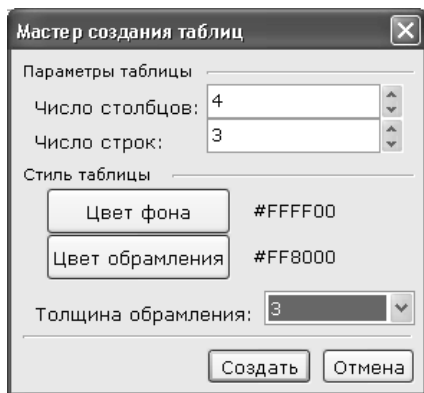 Мастер создания таблиц
Параметры таблицы
Число столбцов: 4
Число строк: 3
Стиль таблицы
Цвет фона #FFFF00
Цвет обрамления #FF8000
Толщина обрамления: 3
Создать Отмена